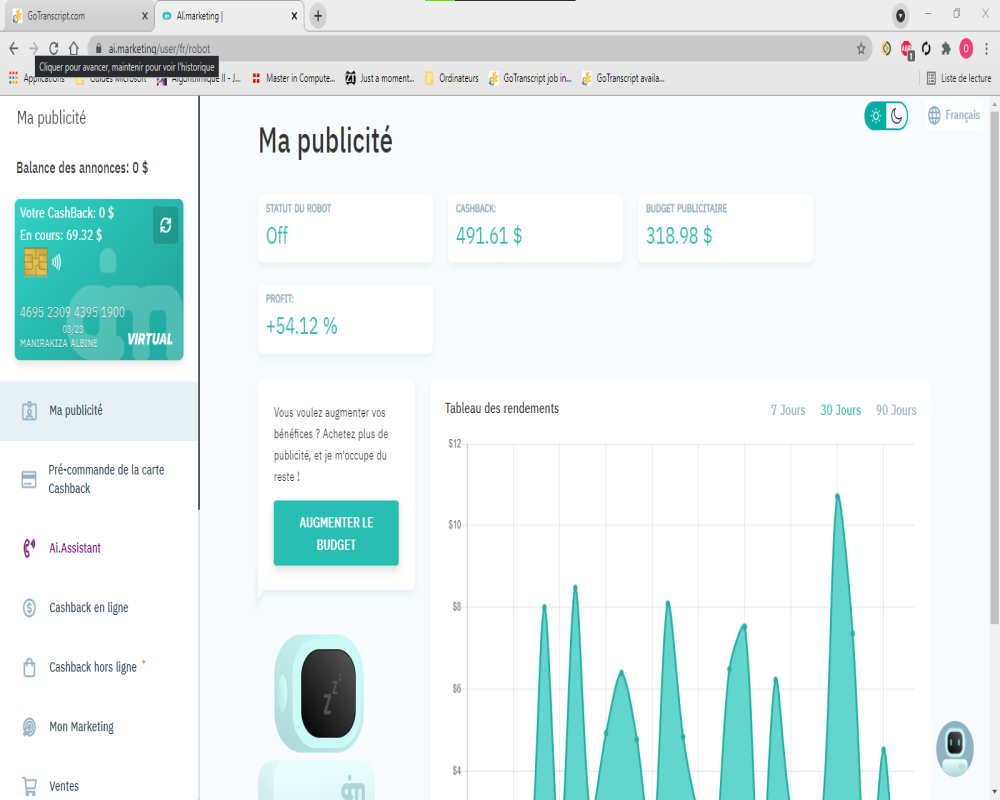 GoTranscript.com
AI.marketing |
ai.marketing/user/fr/robot
Cliquer pour avancer, maintenir pour voir l'historique
Applications
Guides Microsoft
Algorithmique II - J...
Master in Compute...
Just a moment...
Ordinateurs
GoTranscript job in...
GoTranscript availa...
Liste de lecture
Ma publicité
Balance des annonces: 0 $
Votre CashBack: 0 $
En cours: 69.32 $
4695 2309 4395 1900
03/23
MANIRAKIZA ALBINE
VIRTUAL
Ma publicité
Pré-commande de la carte
Cashback
Ai.Assistant
Cashback en ligne
Cashback hors ligne *
Mon Marketing
Ventes
Français
Ma publicité
STATUT DU ROBOT
Off
CASHBACK:
491.61 $
BUDGET PUBLICITAIRE
318.98 $
PROFIT:
+54.12 %
Vous voulez augmenter vos
bénéfices ? Achetez plus de
publicité, et je m'occupe du
reste !
AUGMENTER LE
BUDGET
Tableau des rendements
7 Jours
30 Jours
90 Jours
$12
$10
$8
$6
$4